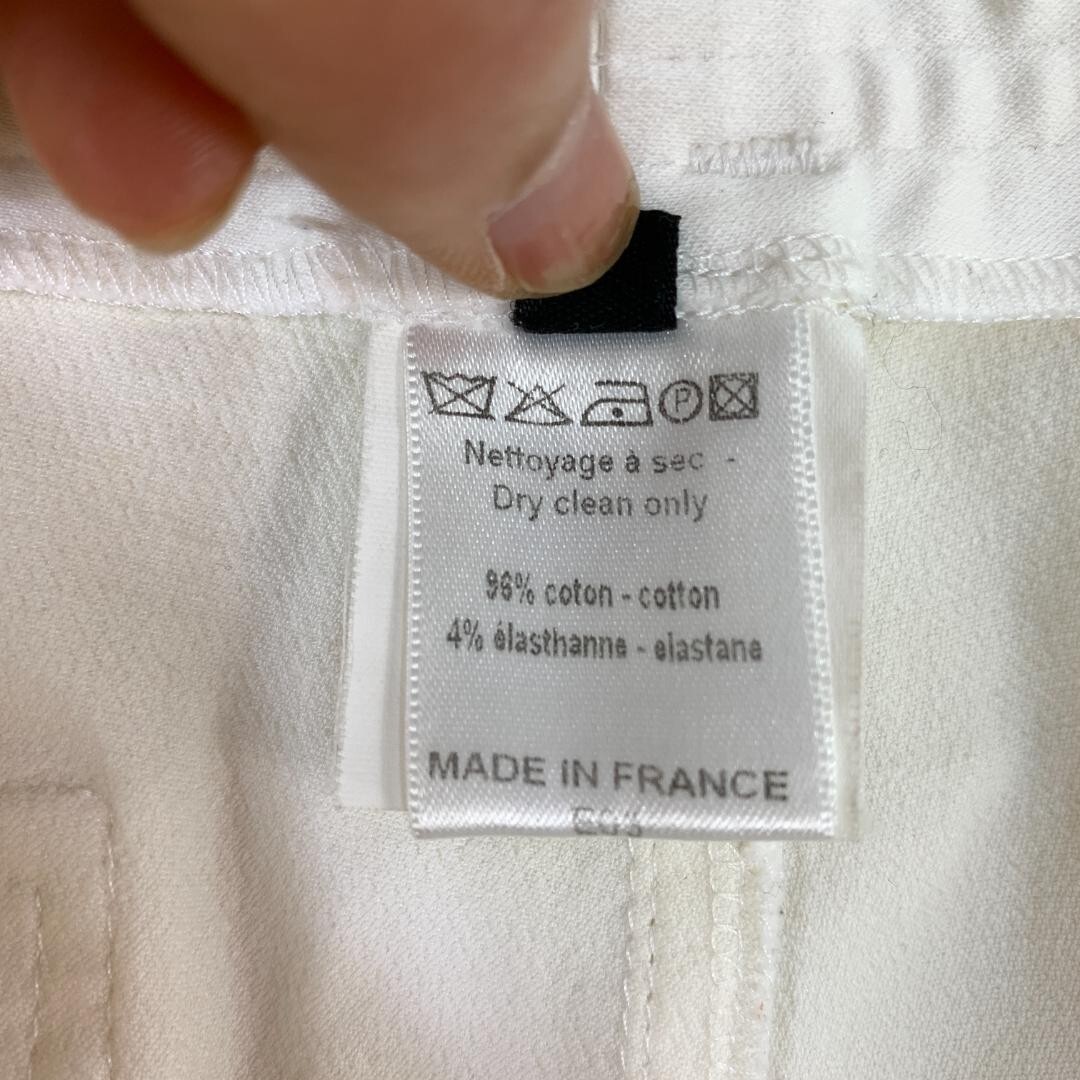 P
Nettoyage à sec -
Dry clean only
96% coton - cotton
4% élasthanne - elastane
MADE IN FRANCE